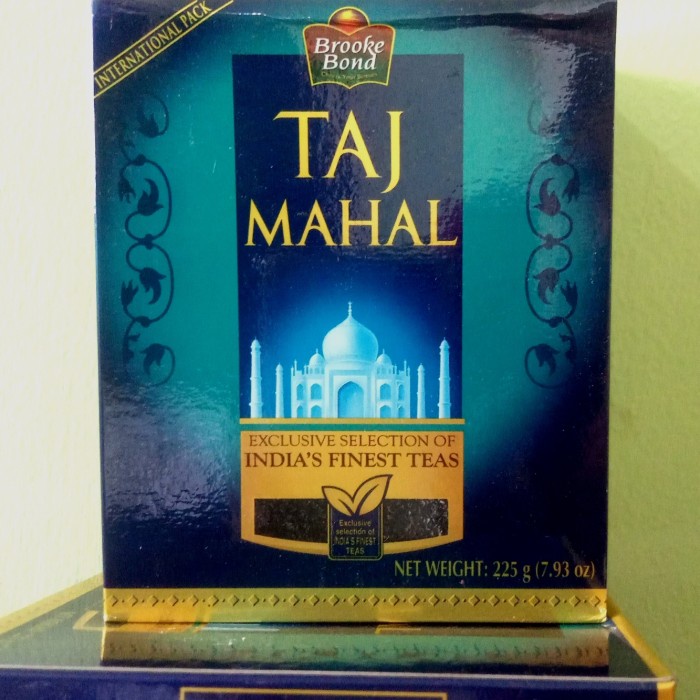 INTERNATIONAL PACK
Brooke
Bond
TAJ
MAHAL
EXCLUSIVE SELECTION OF
INDIA'S FINEST TEAS
Exclusive
selection of
INDIA'S FINEST
TEAS
NET WEIGHT: 225 g (7.93 oz)